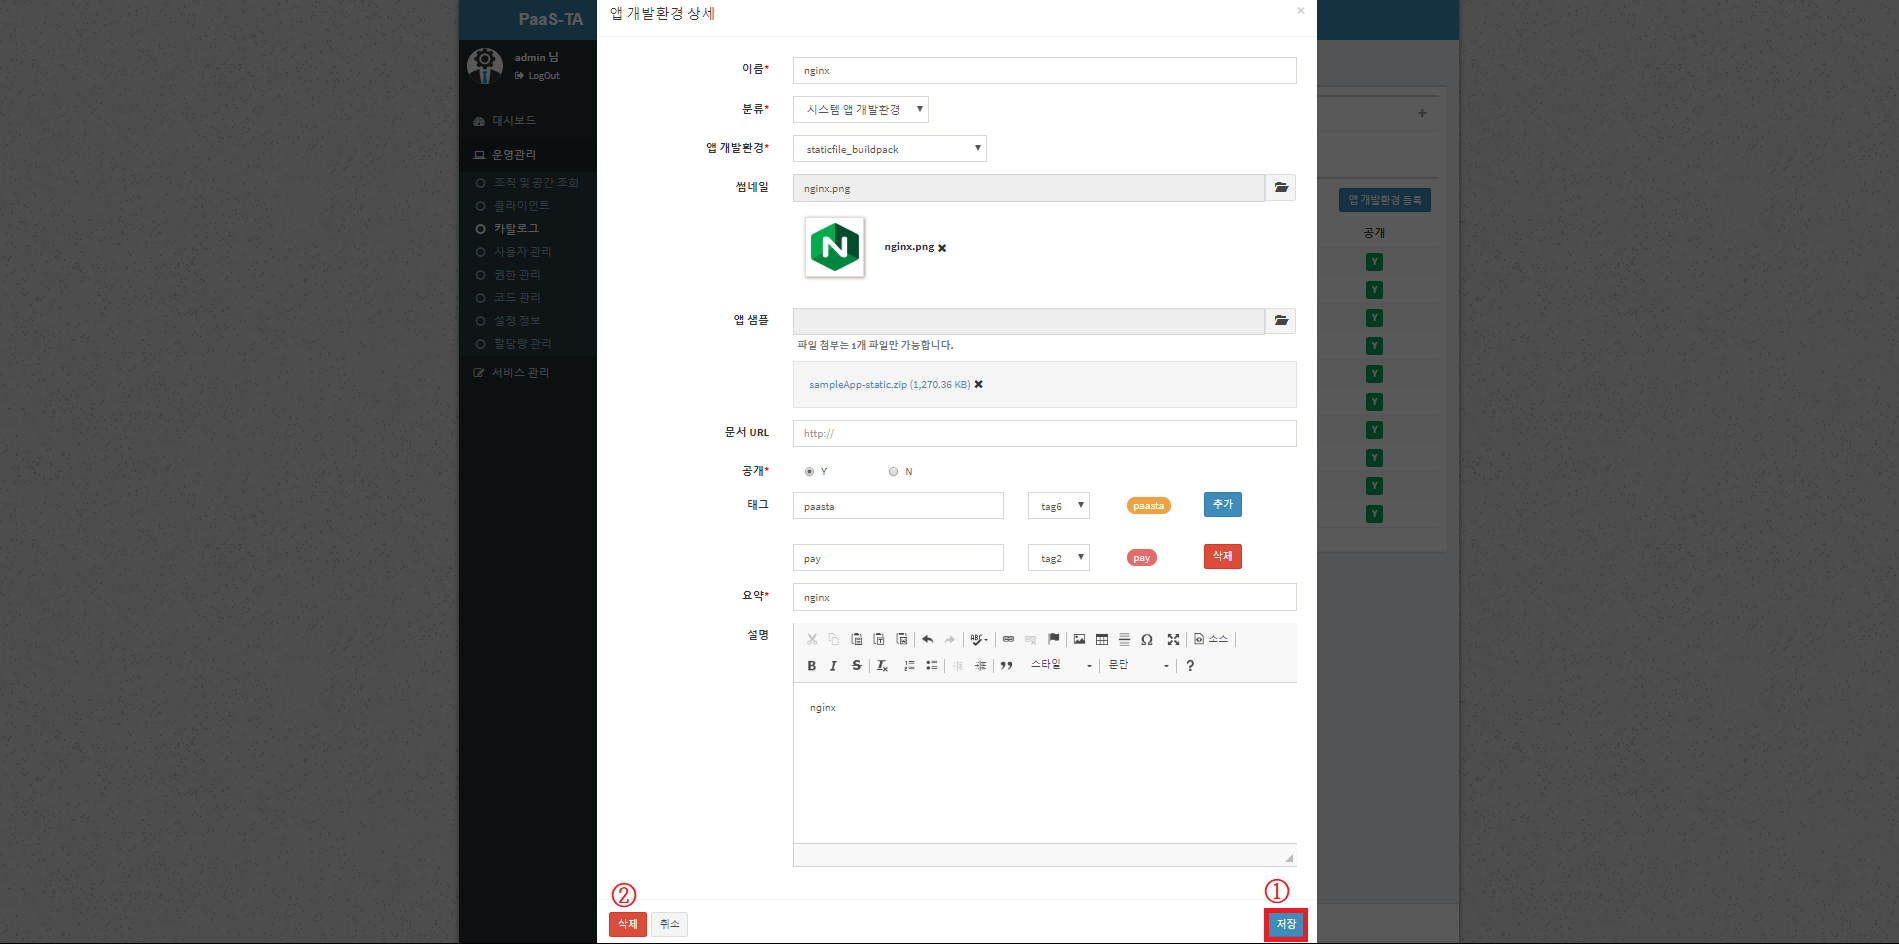 PaaS-TA
admin 님
LogOut
대시보드
운영관리
조직 및 공간 조회
클라이언트
카탈로그
사용자 관리
권한 관리
코드 관리
설정 정보
할당량 관리
서비스 관리
앱 개발환경 상세 ×
이름* nginx
분류* 시스템 앱 개발환경
앱 개발환경* staticfile_buildpack
썸네일 nginx.png
N nginx.png
앱 샘플
파일 첨부는 1개 파일만 가능합니다.
sampleApp-static.zip (1,270.36 KB)
문서 URL http://
공개* Y N
태그 paasta tag6 paasta 추가
pay tag2 pay 삭제
요약* nginx
설명
ABC Ω 소스
B I S Tx 스타일 문단 ?
nginx
② ①
삭제 취소 저장
+
앱 개발환경 등록
공개
Y
Y
Y
Y
Y
Y
Y
Y
Y
Y